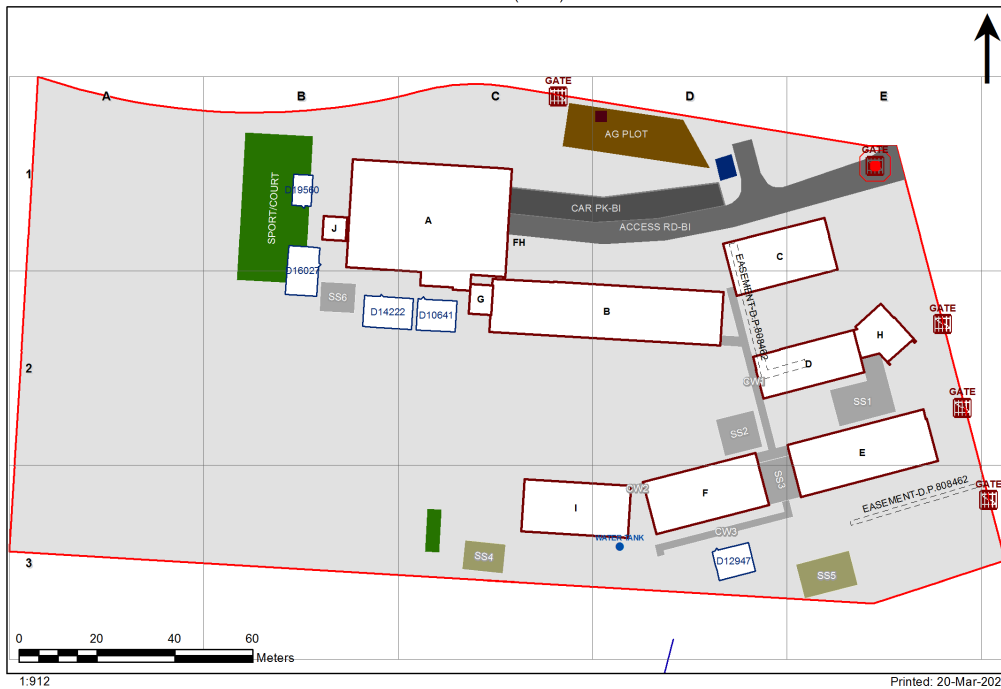 GATE
A
B
C
D
E
AG PLOT
GATE
1
D19560
SPORT/COURT
A
CAR PK-BI
J
ACCESS RD-BI
FH
C
D16027
EASEMENT-D.P.808462
SS6
G
D14222
D10641
B
GATE
H
2
D
CW1
SS1
GATE
SS2
E
SS3
GATE
EASEMENT-D.P.808462
CW2
F
I
CW3
WATER TANK
3
SS4
D12947
SS5
0 20 40 60
Meters
1:912
Printed: 20-Mar-202